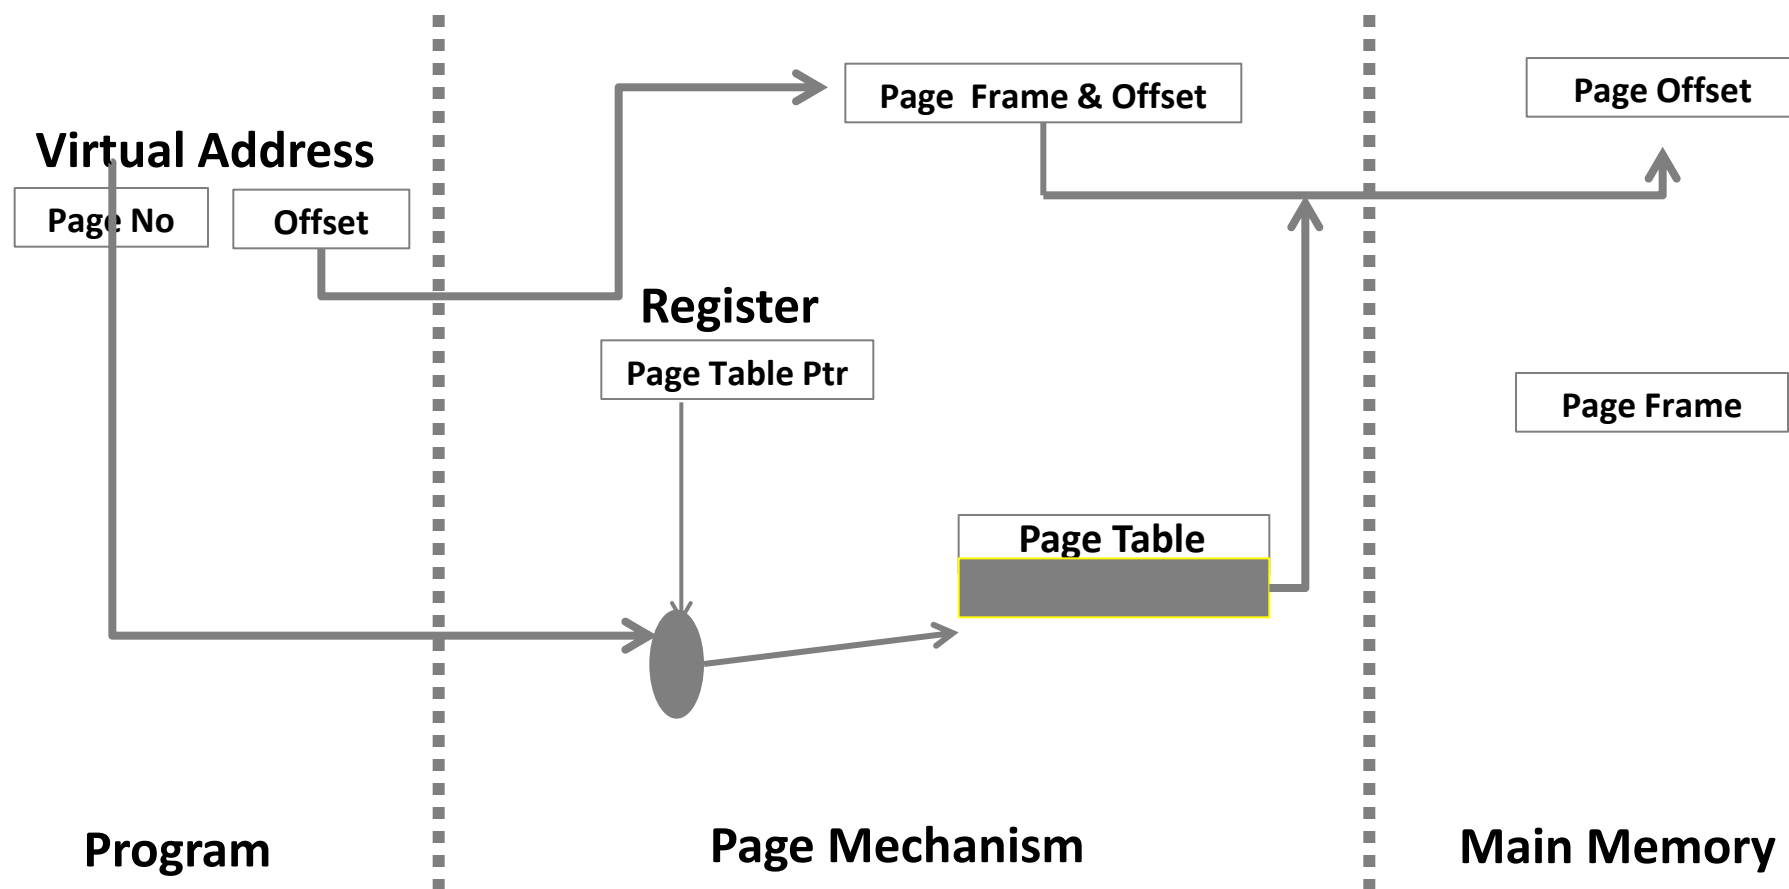 Virtual Address
Page No
Offset
Page Frame & Offset
Register
Page Table Ptr
Page Table
Page Offset
Page Frame
Program
Page Mechanism
Main Memory